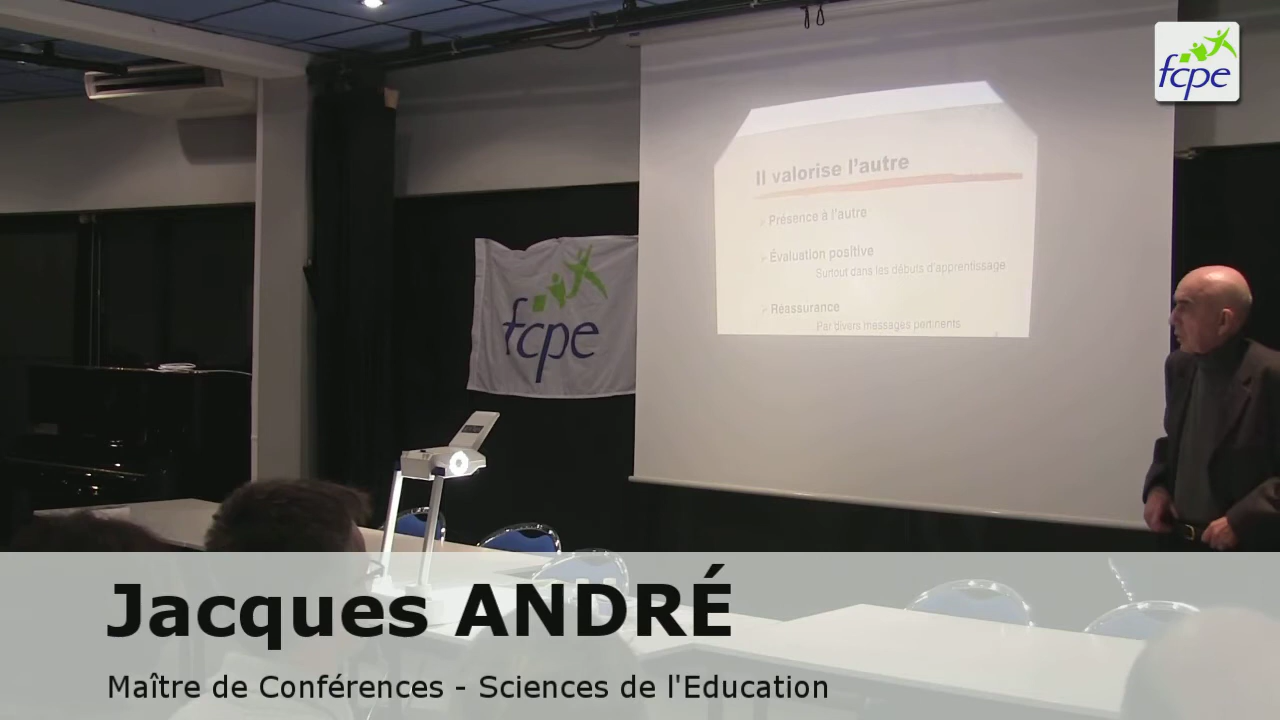 fcpe
Il valorise l'autre
Présence à l'autre
Évaluation positive
Surtout dans les débuts d'apprentissage
Réassurance
Par divers messages pertinents
fcpe
Jacques ANDRÉ
Maître de Conférences - Sciences de l'Education